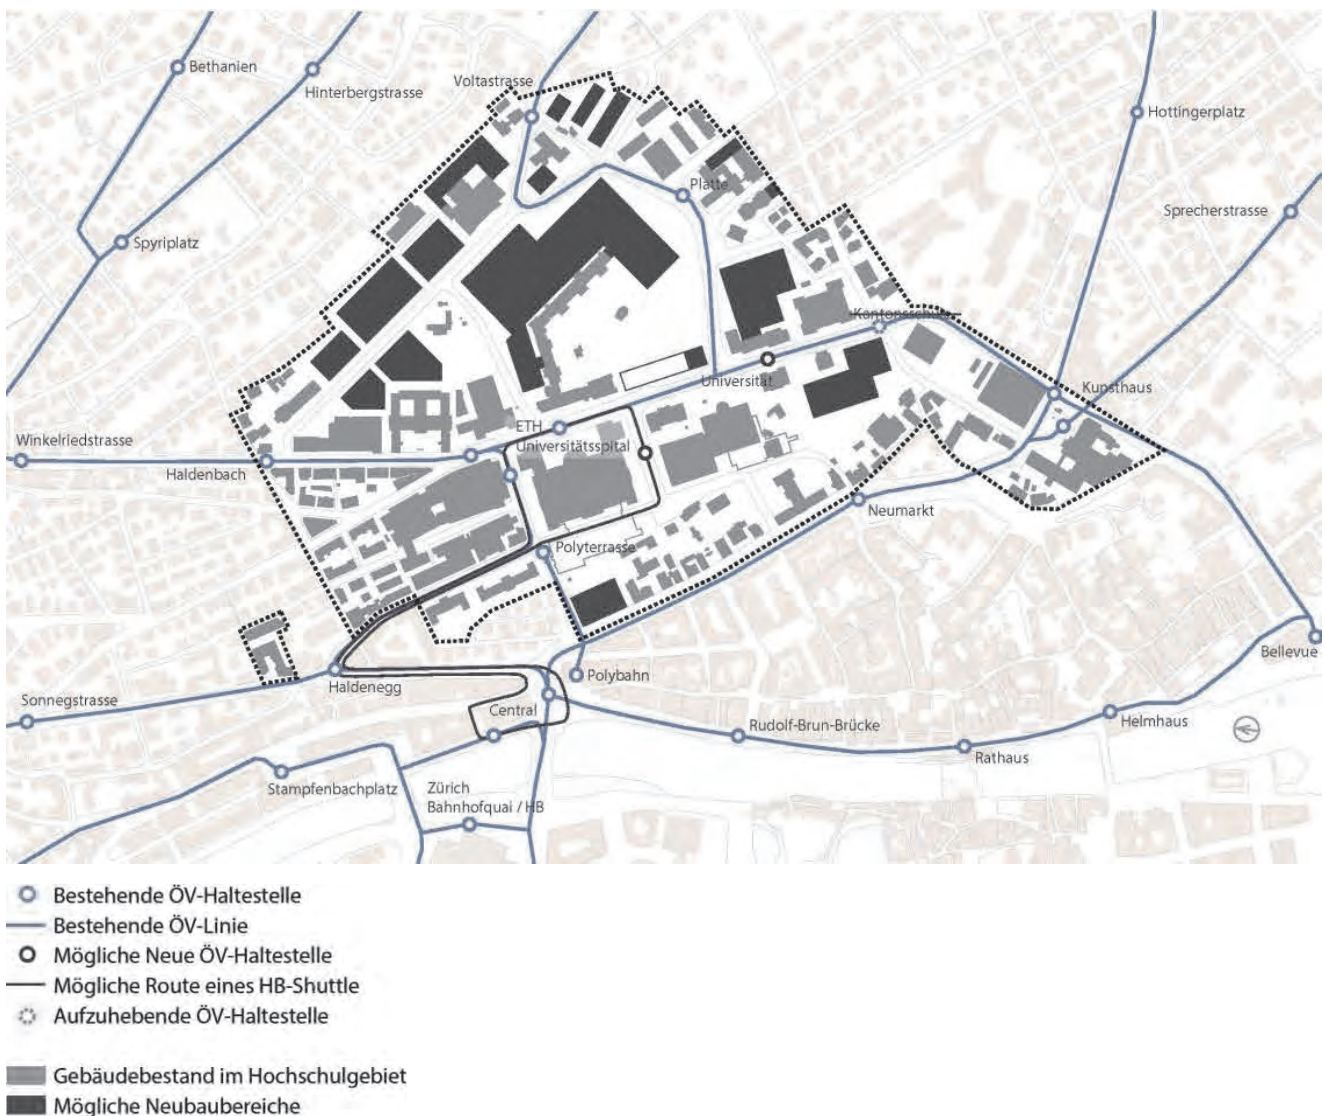 Bethanien
Hinterbergstrasse
Voltastrasse
Hottingerplatz
Platte
Sprecherstrasse
Spyriplatz
Kantonsschule
Universität
Kunsthaus
ETH
Universitätsspital
Winkelriedstrasse
Haldenbach
Neumarkt
Polyterrasse
Bellevue
Polybahn
Haldenegg
Sonnegstrasse
Central
Helmhaus
Rudolf-Brun-Brücke
Rathaus
Stampfenbachplatz
Zürich
Bahnhofquai / HB
Bestehende ÖV-Haltestelle
Bestehende ÖV-Linie
Mögliche Neue ÖV-Haltestelle
Mögliche Route eines HB-Shuttle
Aufzuhebende ÖV-Haltestelle
Gebäudebestand im Hochschulgebiet
Mögliche Neubaubereiche